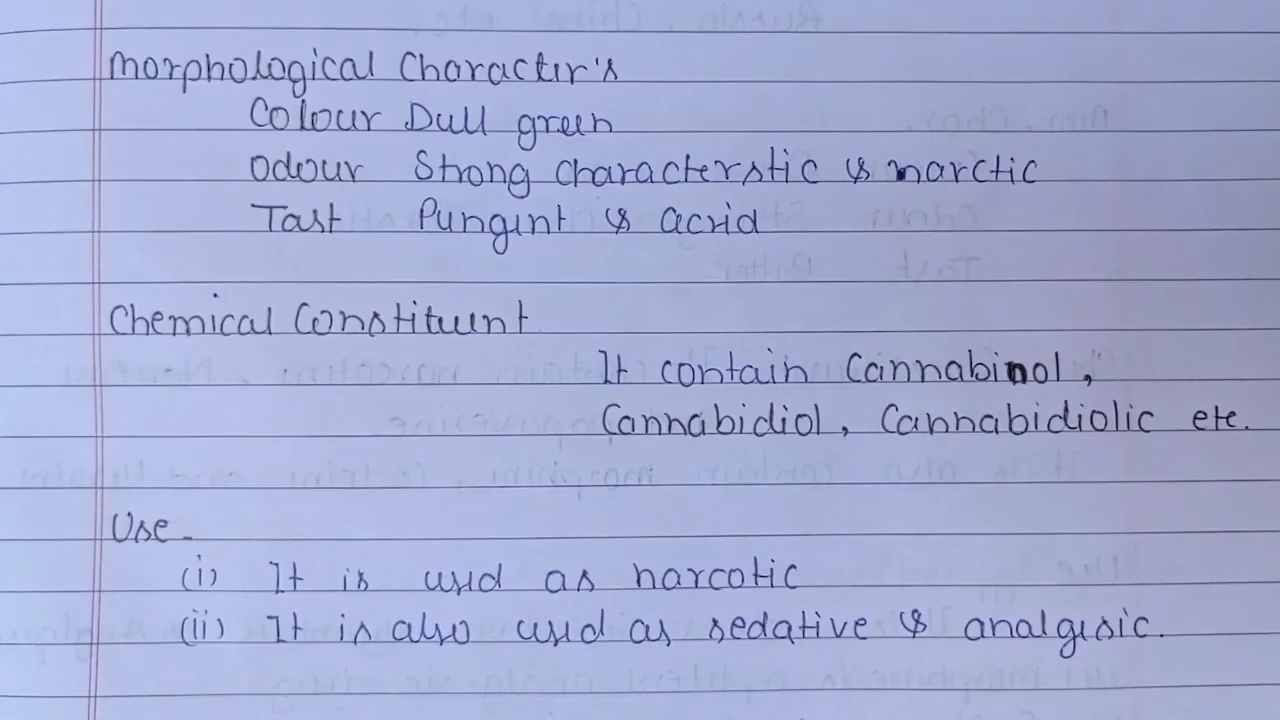 Morphological Character's
Colour Dull green
Odour Strong characterstic & narctic
Tast Pungent & acrid
Chemical Constituent
It contain Cannabinol,
Cannabidiol, Cannabidiolic etc.
Use -
(i) It is used as narcotic
(ii) It is also used as sedative & analgesic.